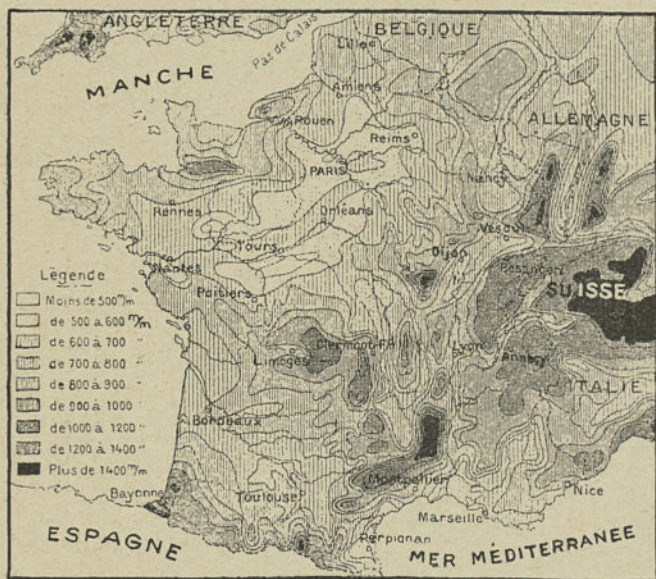 ANGLETERRE
Pas de Calais
BELGIQUE
Lille
MANCHE
Amiens
ALLEMAGNE
Rouen
Reims
PARIS
Nancy
Rennes
Orléans
Vesoul
Tours
Dijon
Nantes
Besançon
SUISSE
Poitiers
Légende
Moins de 500 m/m
de 500 à 600 m/m
de 600 à 700 "
de 700 à 800 "
de 800 à 900 "
de 900 à 1000 "
de 1000 à 1200 "
de 1200 à 1400 "
Plus de 1400 m/m
Limoges
Clermont-Fd
Lyon
Annecy
ITALIE
Bordeaux
Bayonne
Toulouse
Montpellier
Nice
Marseille
ESPAGNE
Perpignan
MER MÉDITERRANEE